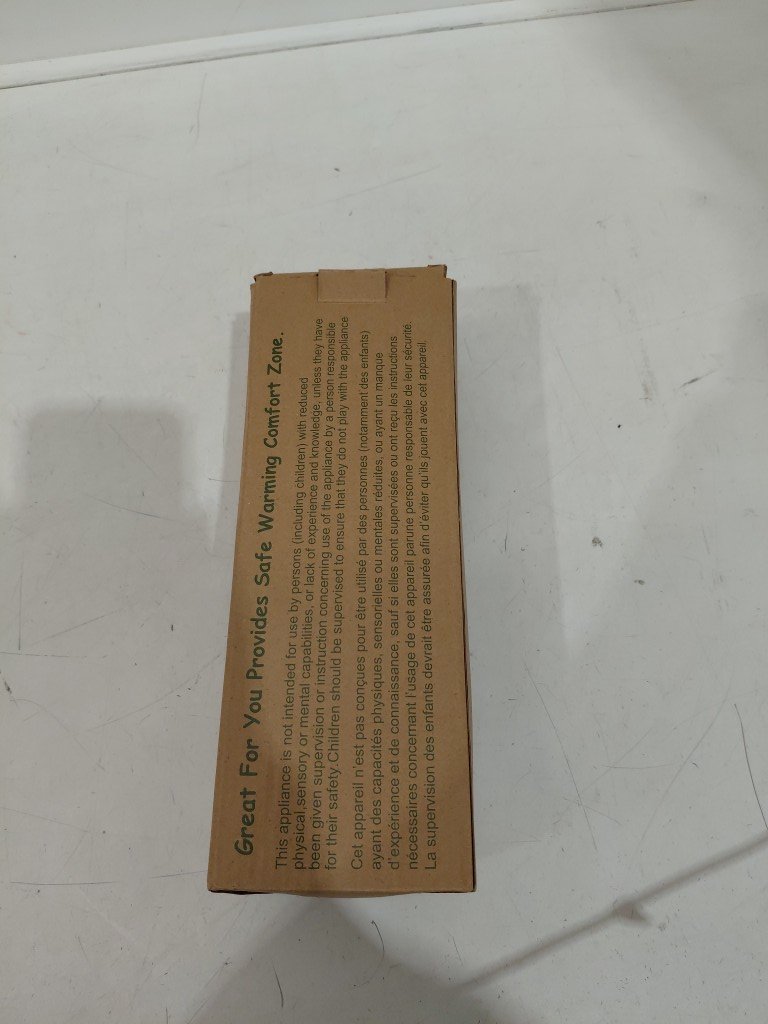 Great For You Provides Safe Warming Comfort Zone.
This appliance is not intended for use by persons (including children) with reduced
physical,sensory or mental capabilities, or lack of experience and knowledge, unless they have
been given supervision or instruction concerning use of the appliance by a person responsible
for their safety.Children should be supervised to ensure that they do not play with the appliance
Cet appareil n'est pas conçues pour être utilisé par des personnes (notamment des enfants)
ayant des capacités physiques, sensorielles ou mentales réduites, ou ayant un manque
d'expérience et de connaissance, sauf si elles sont supervisées ou ont reçu les instructions
nécessaires concernant l'usage de cet appareil parune personne responsable de leur sécurité.
La supervision des enfants devrait être assurée afin d'éviter qu'ils jouent avec cet appareil.